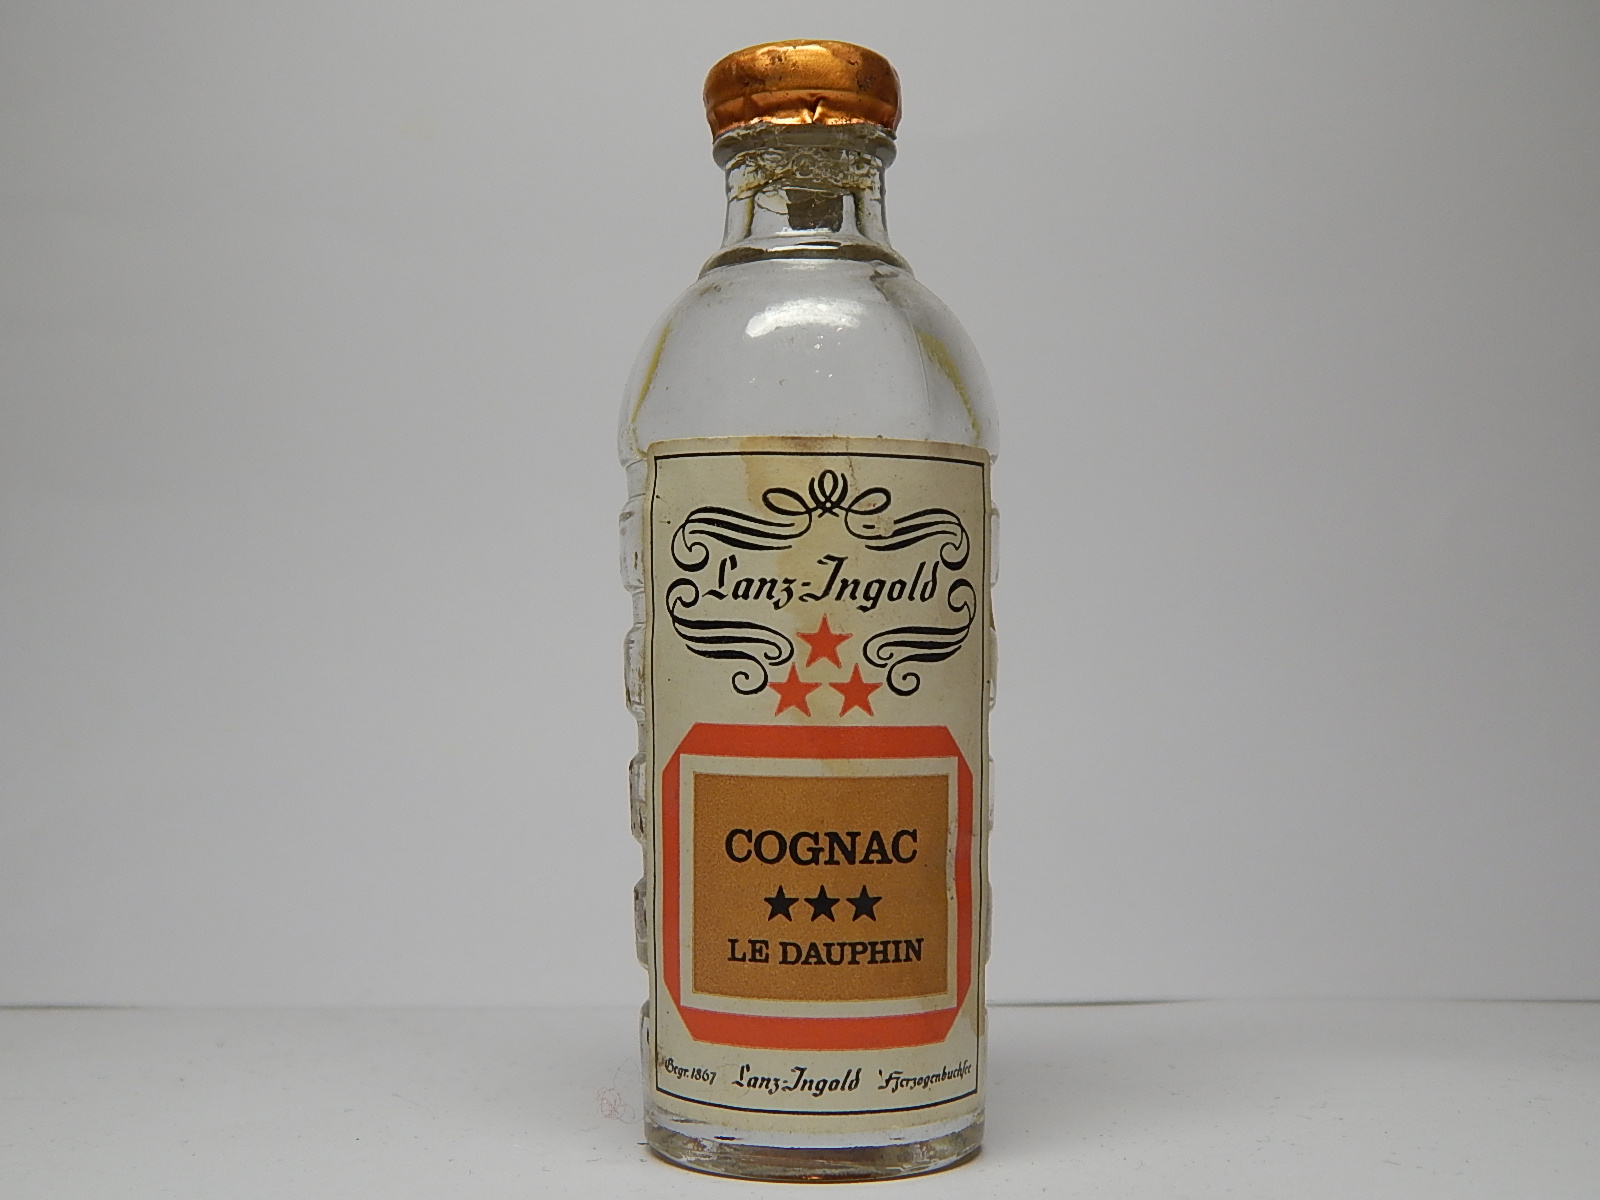 Lanz-Ingold
COGNAC
★★★
LE DAUPHIN
Gegr. 1867 Lanz-Ingold Herzogenbuchsee